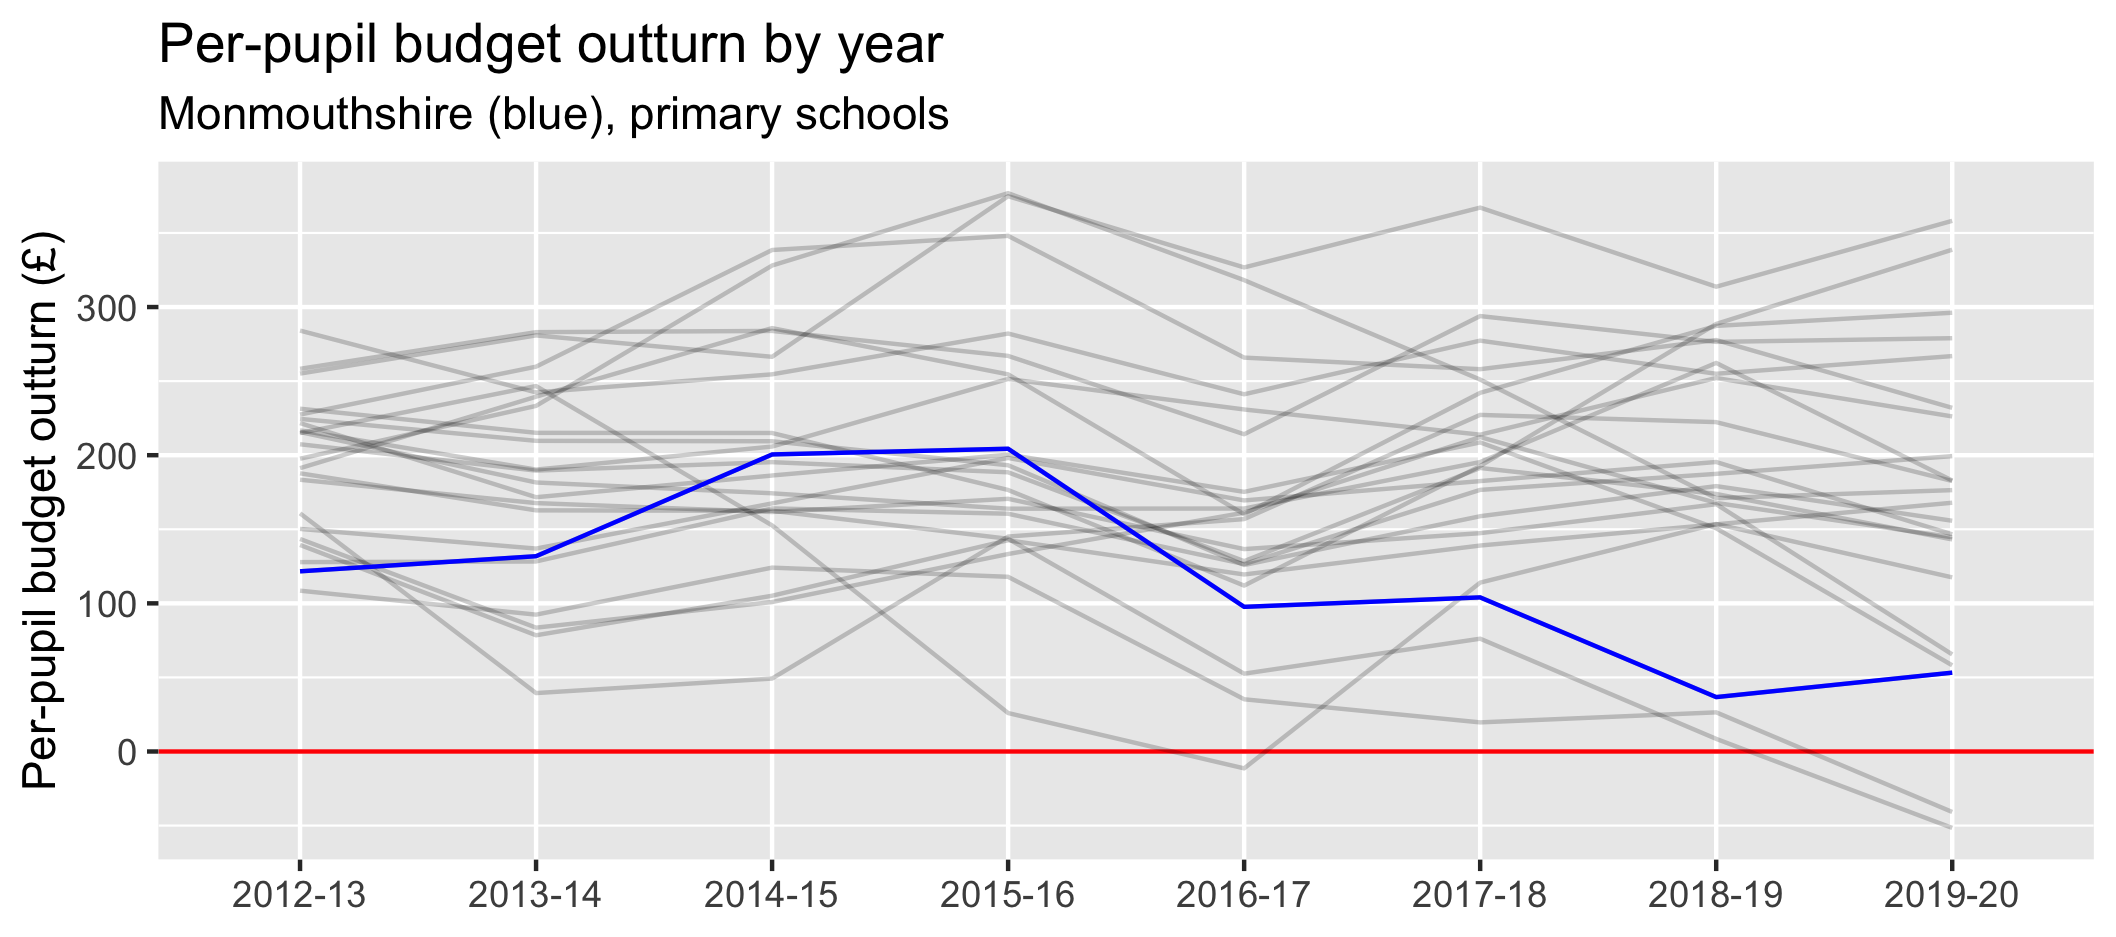 Per-pupil budget outturn by year
Monmouthshire (blue), primary schools
Per-pupil budget outturn (£)
300
200
100
0
2012-13 2013-14 2014-15 2015-16 2016-17 2017-18 2018-19 2019-20